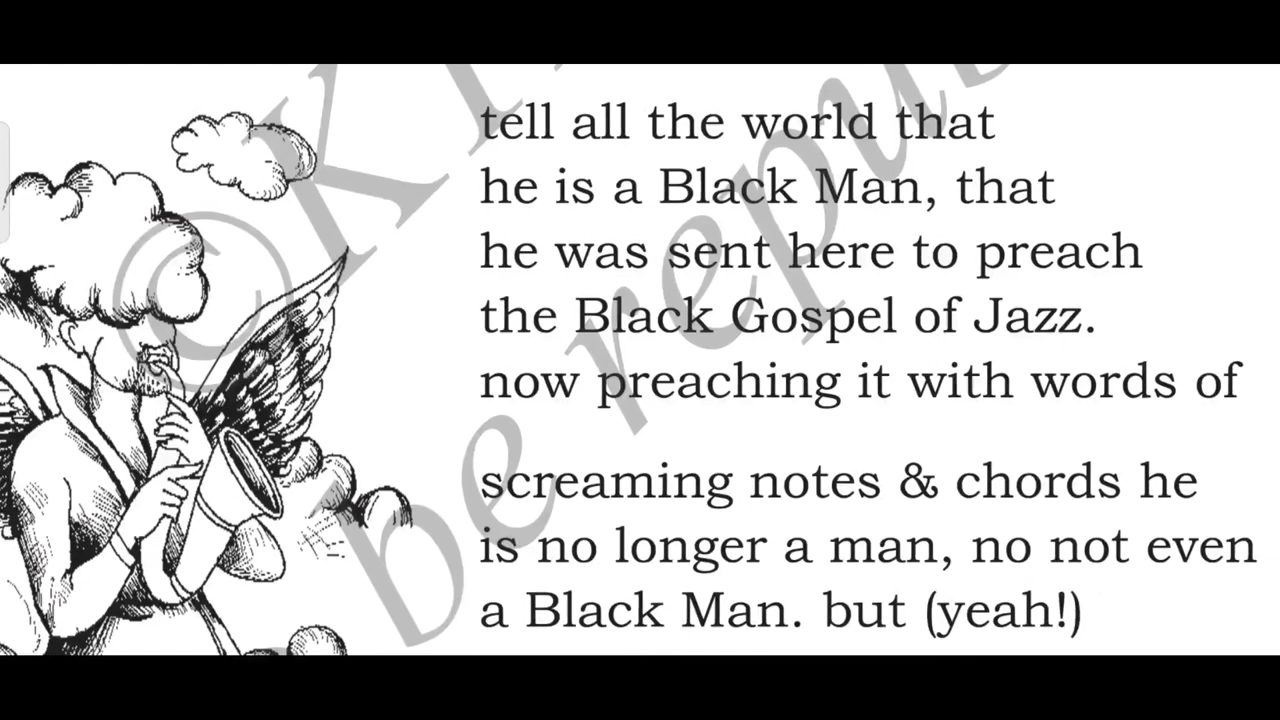 tell all the world that
he is a Black Man, that
he was sent here to preach
the Black Gospel of Jazz.
now preaching it with words of
screaming notes & chords he
is no longer a man, no not even
a Black Man. but (yeah!)
©
be